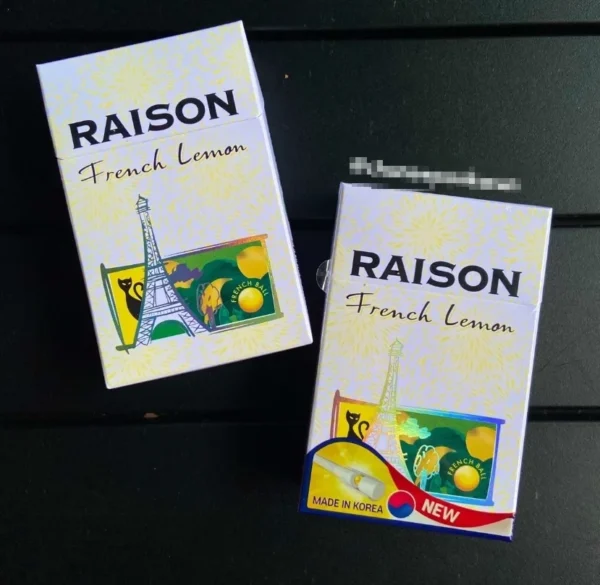 RAISON
French Lemon
FRENCH BALL
RAISON
French Lemon
FRENCH BALL
MADE IN KOREA
NEW